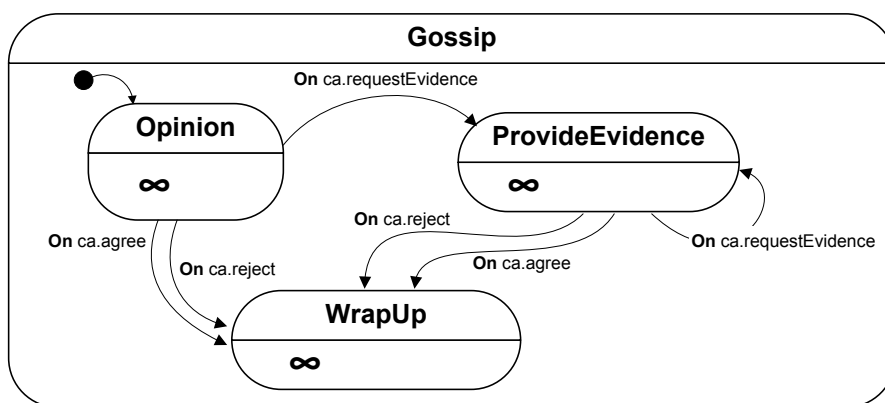 Gossip
On ca.requestEvidence
Opinion
ProvideEvidence
∞
∞
On ca.agree
On ca.reject
On ca.reject
On ca.agree
On ca.requestEvidence
WrapUp
∞